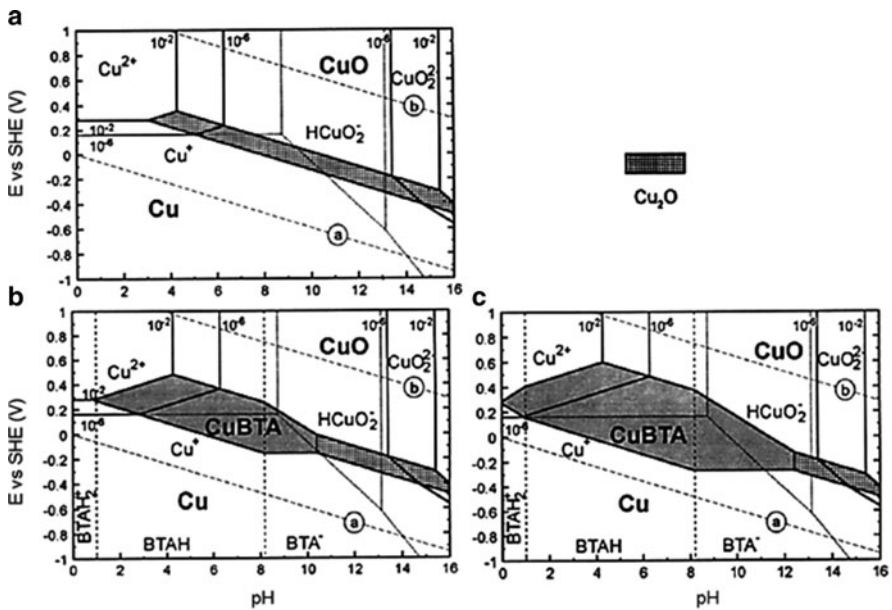 a
E vs SHE (V)
1
0.8
0.6
0.4
0.2
0
-0.2
-0.4
-0.6
-0.8
-1
10⁻²
10⁻⁶
10⁻⁶
10⁻²
Cu²⁺
CuO
CuO₂²⁻
b
HCuO₂⁻
10⁻²
10⁻⁶
Cu⁺
Cu
a
0 2 4 6 8 10 12 14 16
Cu₂O
b
E vs SHE (V)
1
0.8
0.6
0.4
0.2
0
-0.2
-0.4
-0.6
-0.8
-1
10⁻²
10⁻⁶
10⁻⁶
10⁻²
Cu²⁺
CuO
CuO₂²⁻
b
10⁻²
10⁻⁶
HCuO₂⁻
CuBTA
Cu⁺
Cu
a
BTAH₂⁺
BTAH
BTA⁻
0 2 4 6 8 10 12 14 16
pH
c
1
0.8
0.6
0.4
0.2
0
-0.2
-0.4
-0.6
-0.8
-1
10⁻²
10⁻⁶
10⁻⁶
10⁻²
Cu²⁺
CuO
CuO₂²⁻
b
HCuO₂⁻
10⁻⁶
CuBTA
Cu⁺
Cu
a
BTAH₂⁺
BTAH
BTA⁻
0 2 4 6 8 10 12 14 16
pH